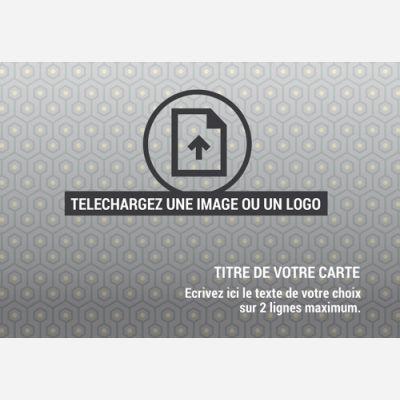 TELECHARGEZ UNE IMAGE OU UN LOGO
TITRE DE VOTRE CARTE
Ecrivez ici le texte de votre choix
sur 2 lignes maximum.